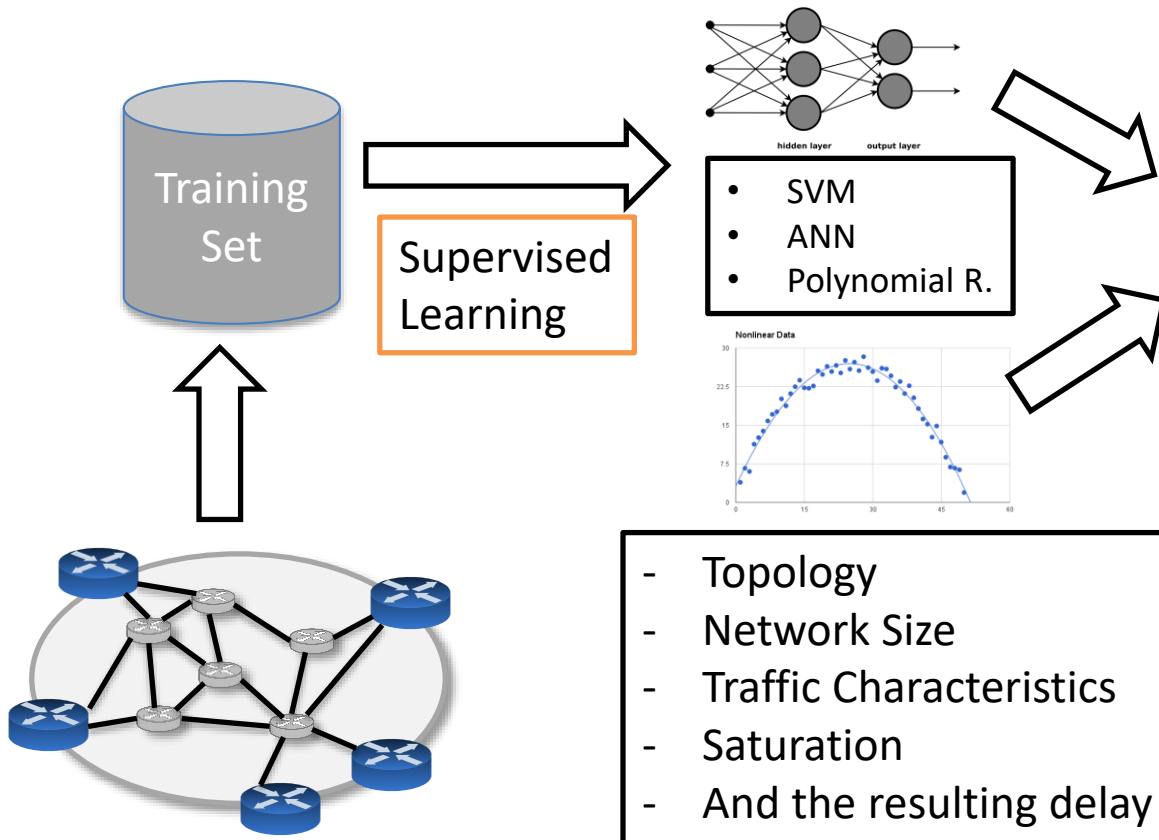 Training
Set
Supervised
Learning
hidden layer output layer
• SVM
• ANN
• Polynomial R.
Nonlinear Data
30
22.5
15
7.5
0
0 15 30 45 60
- Topology
- Network Size
- Traffic Characteristics
- Saturation
- And the resulting delay